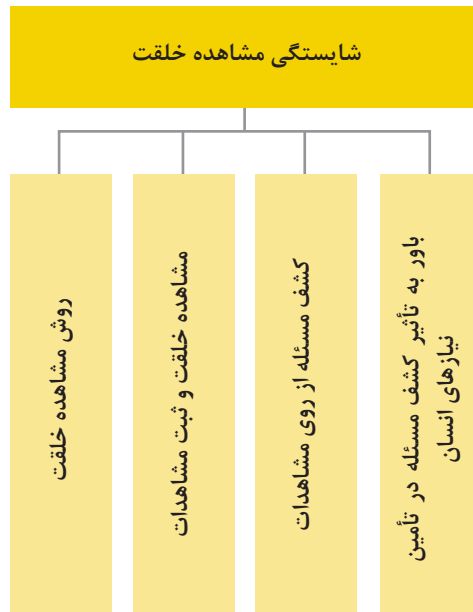 شایستگی مشاهده خلقت
باور به تأثیر کشف مسئله در تأمین
نیازهای انسان
کشف مسئله از روی مشاهدات
مشاهده خلقت و ثبت مشاهدات
روش مشاهده خلقت